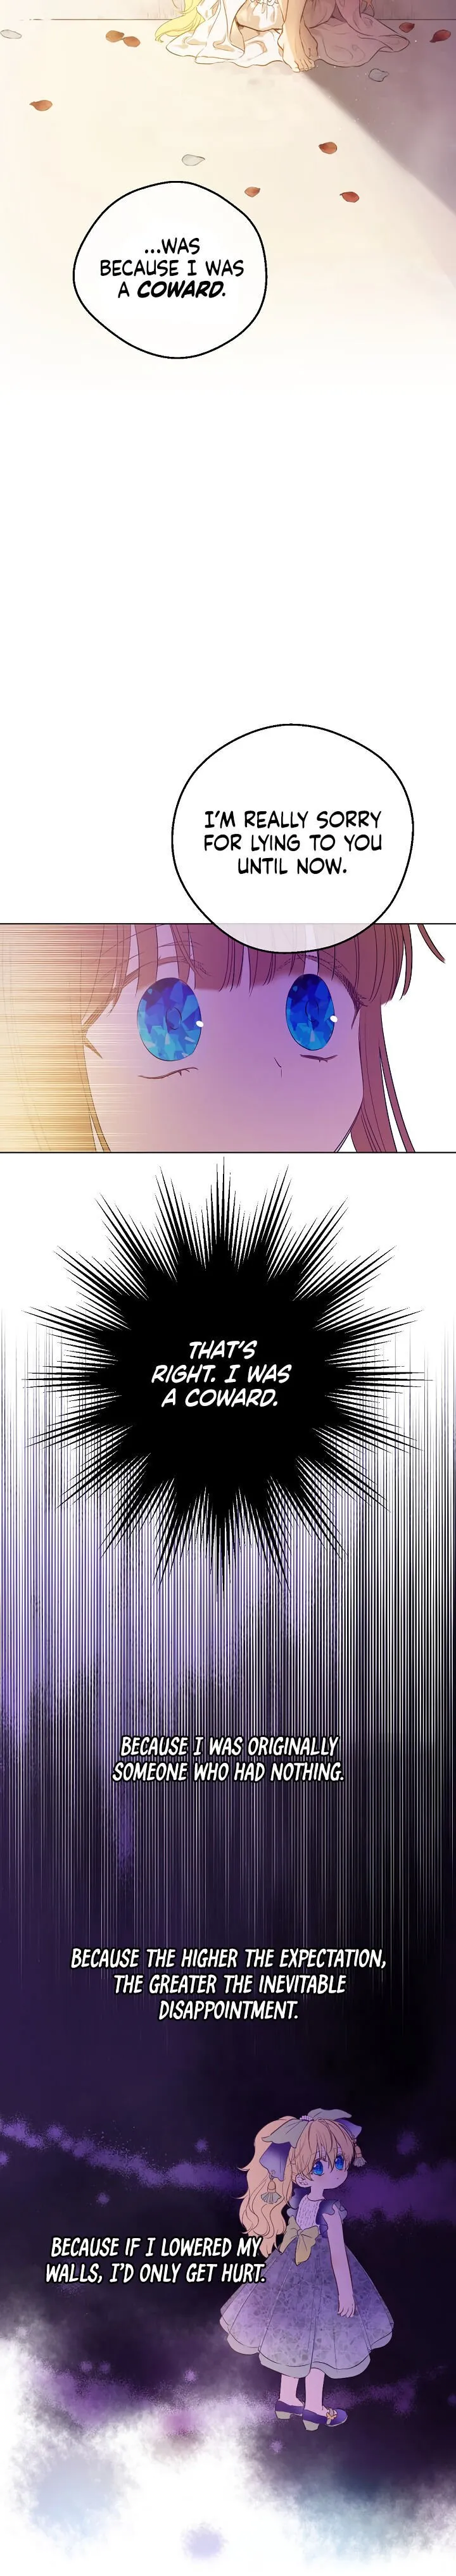 ...WAS
BECAUSE I WAS
A COWARD.
I'M REALLY SORRY
FOR LYING TO YOU
UNTIL NOW.
THAT'S
RIGHT. I WAS
A COWARD.
BECAUSE I WAS ORIGINALLY
SOMEONE WHO HAD NOTHING.
BECAUSE THE HIGHER THE EXPECTATION,
THE GREATER THE INEVITABLE
DISAPPOINTMENT.
BECAUSE IF I LOWERED MY
WALLS, I'D ONLY GET HURT.